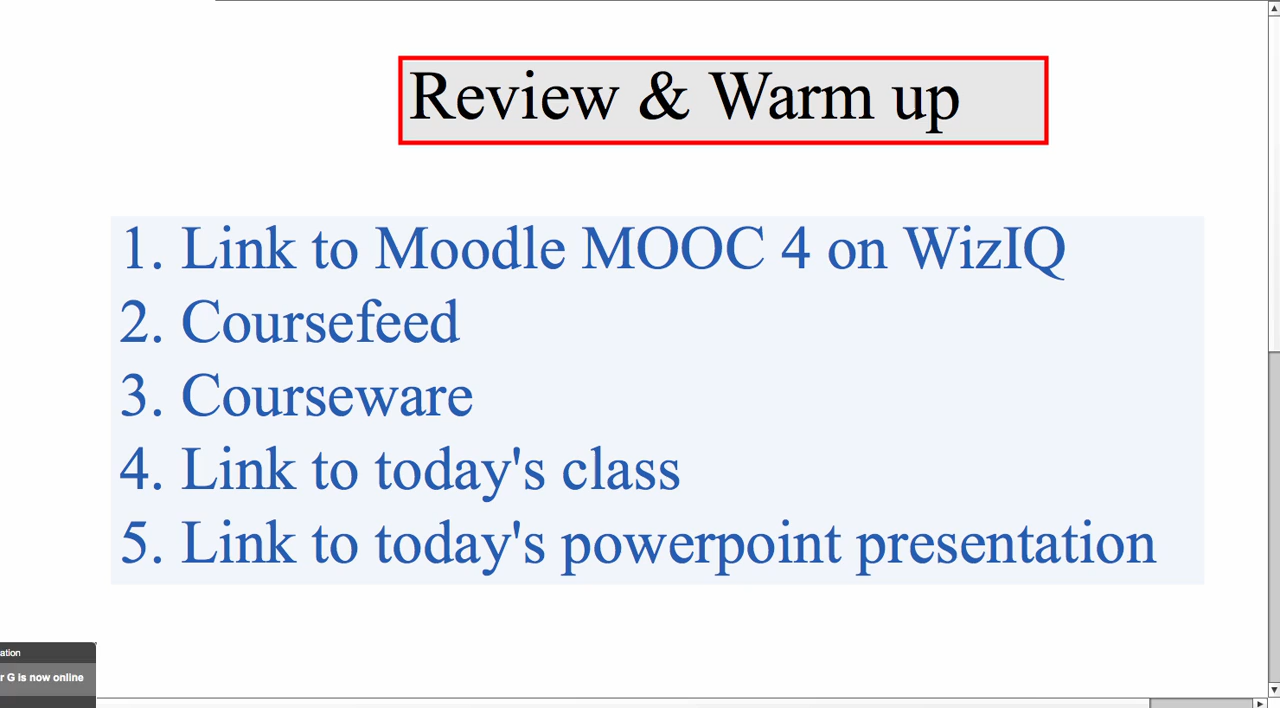 Review & Warm up
1. Link to Moodle MOOC 4 on WizIQ
2. Coursefeed
3. Courseware
4. Link to today's class
5. Link to today's powerpoint presentation
ation
r G is now online